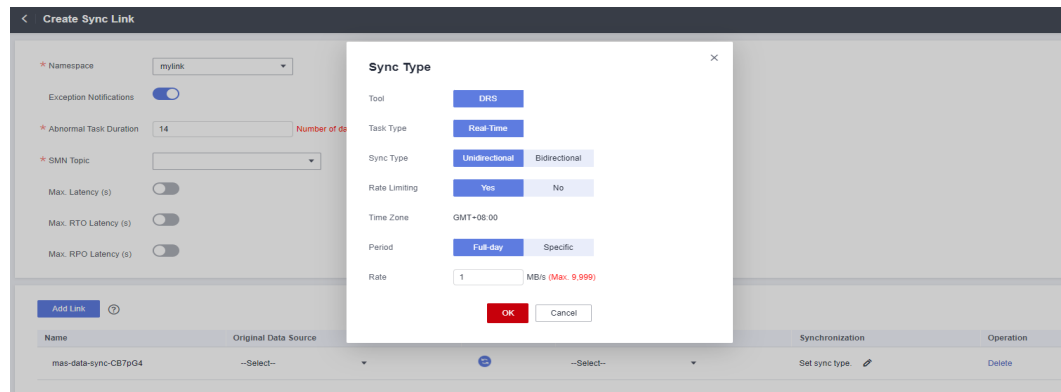 Create Sync Link
* Namespace mylink
Exception Notifications
* Abnormal Task Duration 14 Number of da
* SMN Topic
Max. Latency (s)
Max. RTO Latency (s)
Max. RPO Latency (s)
Sync Type
Tool DRS
Task Type Real-Time
Sync Type Unidirectional Bidirectional
Rate Limiting Yes No
Time Zone GMT+08:00
Period Full-day Specific
Rate 1 MB/s (Max. 9,999)
OK Cancel
Add Link
Name Original Data Source Synchronization Operation
mas-data-sync-CB7pG4 --Select-- --Select-- Set sync type. Delete